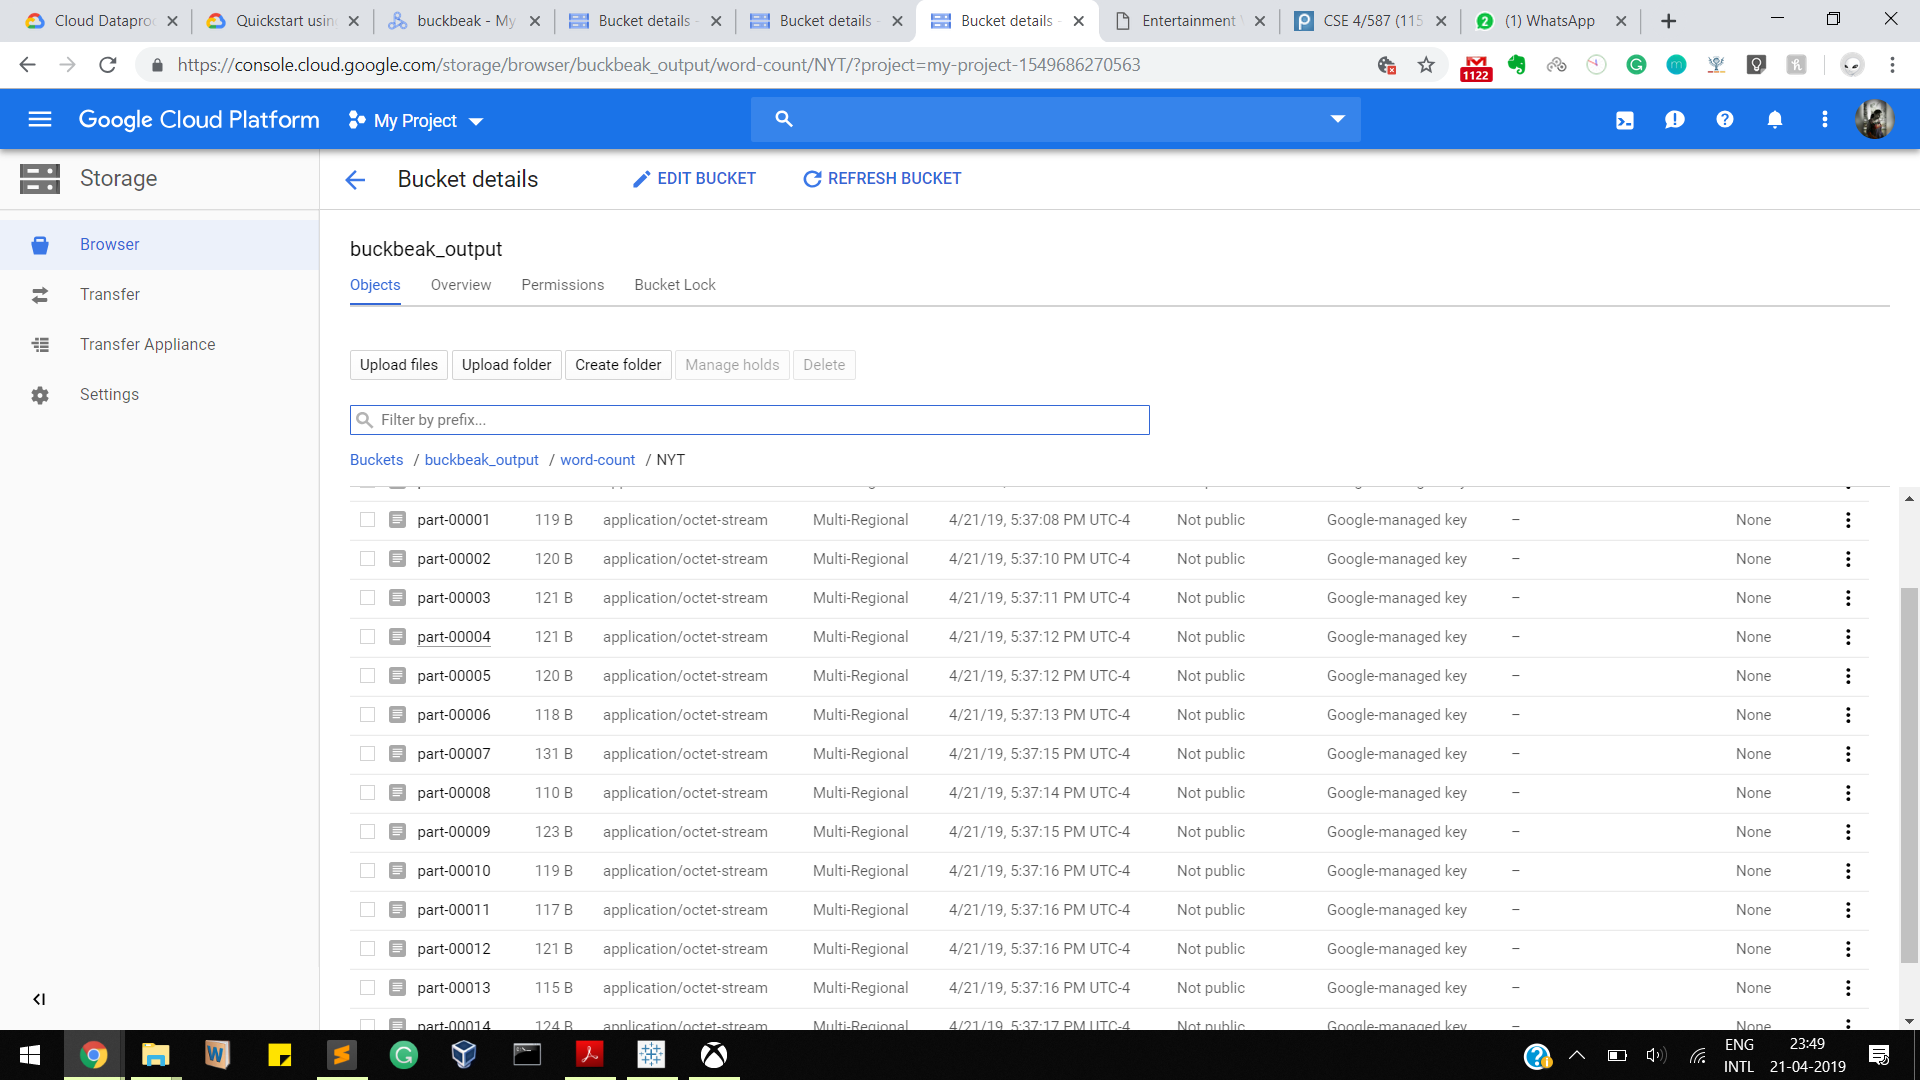 Cloud Dataproc
Quickstart using
buckbeak - My
Bucket details -
Bucket details -
Bucket details -
Entertainment
CSE 4/587 (115
(1) WhatsApp
https://console.cloud.google.com/storage/browser/buckbeak_output/word-count/NYT/?project=my-project-1549686270563
1122
Google Cloud Platform
My Project
Storage
Bucket details
EDIT BUCKET
REFRESH BUCKET
Browser
Transfer
Transfer Appliance
Settings
buckbeak_output
Objects Overview Permissions Bucket Lock
Upload files Upload folder Create folder Manage holds Delete
Filter by prefix...
Buckets / buckbeak_output / word-count / NYT
part-00001 119 B application/octet-stream Multi-Regional 4/21/19, 5:37:08 PM UTC-4 Not public Google-managed key – None
part-00002 120 B application/octet-stream Multi-Regional 4/21/19, 5:37:10 PM UTC-4 Not public Google-managed key – None
part-00003 121 B application/octet-stream Multi-Regional 4/21/19, 5:37:11 PM UTC-4 Not public Google-managed key – None
part-00004 121 B application/octet-stream Multi-Regional 4/21/19, 5:37:12 PM UTC-4 Not public Google-managed key – None
part-00005 120 B application/octet-stream Multi-Regional 4/21/19, 5:37:12 PM UTC-4 Not public Google-managed key – None
part-00006 118 B application/octet-stream Multi-Regional 4/21/19, 5:37:13 PM UTC-4 Not public Google-managed key – None
part-00007 131 B application/octet-stream Multi-Regional 4/21/19, 5:37:15 PM UTC-4 Not public Google-managed key – None
part-00008 110 B application/octet-stream Multi-Regional 4/21/19, 5:37:14 PM UTC-4 Not public Google-managed key – None
part-00009 123 B application/octet-stream Multi-Regional 4/21/19, 5:37:15 PM UTC-4 Not public Google-managed key – None
part-00010 119 B application/octet-stream Multi-Regional 4/21/19, 5:37:16 PM UTC-4 Not public Google-managed key – None
part-00011 117 B application/octet-stream Multi-Regional 4/21/19, 5:37:16 PM UTC-4 Not public Google-managed key – None
part-00012 121 B application/octet-stream Multi-Regional 4/21/19, 5:37:16 PM UTC-4 Not public Google-managed key – None
part-00013 115 B application/octet-stream Multi-Regional 4/21/19, 5:37:16 PM UTC-4 Not public Google-managed key – None
part-00014 124 B application/octet-stream Multi-Regional 4/21/19, 5:37:17 PM UTC-4 Not public Google-managed key – None
ENG
INTL
23:49
21-04-2019